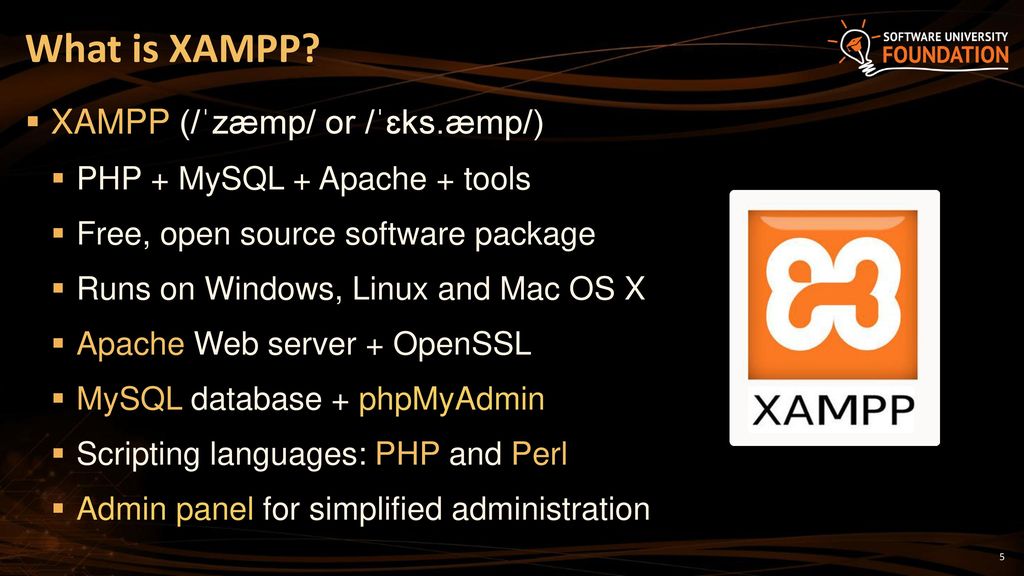 What is XAMPP?
SOFTWARE UNIVERSITY
FOUNDATION
▪ XAMPP (/ˈzæmp/ or /ˈɛks.æmp/)
▪ PHP + MySQL + Apache + tools
▪ Free, open source software package
▪ Runs on Windows, Linux and Mac OS X
▪ Apache Web server + OpenSSL
▪ MySQL database + phpMyAdmin
▪ Scripting languages: PHP and Perl
▪ Admin panel for simplified administration
XAMPP
5